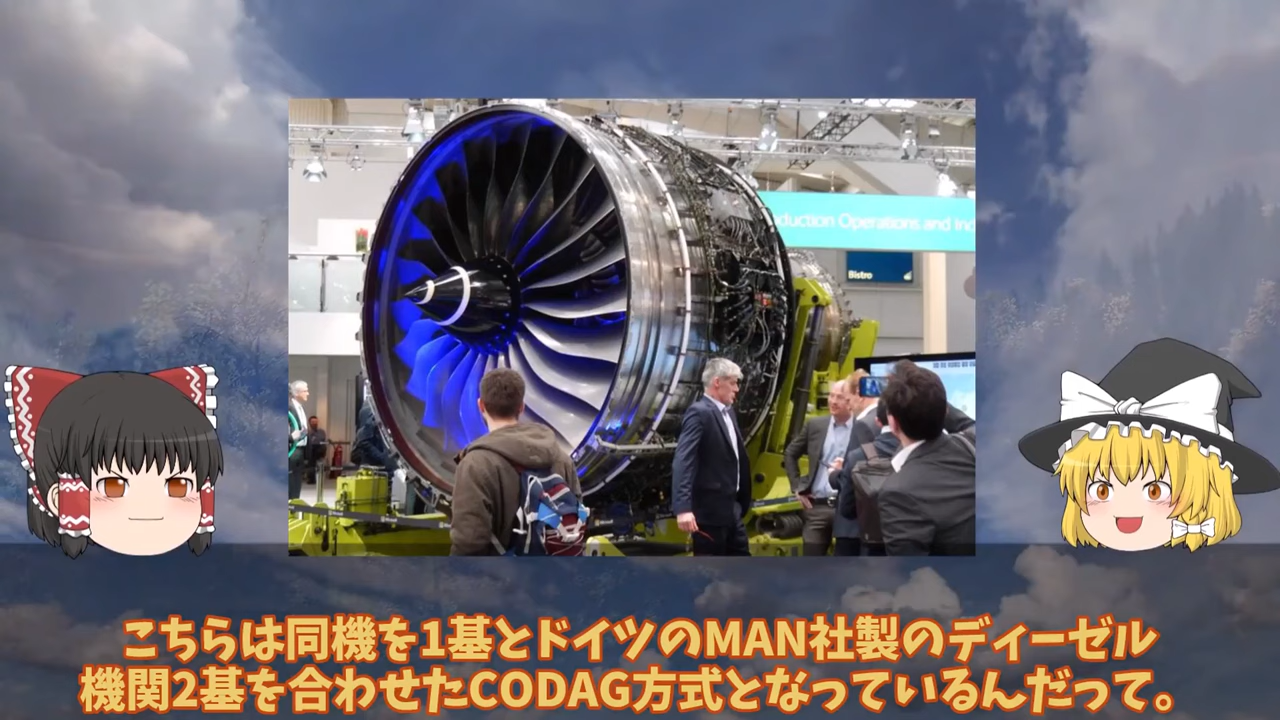 duction Operations and In
Bistro
こちらは同機を1基とドイツのMAN社製のディーゼル
機関2基を合わせたCODAG方式となっているんだって。